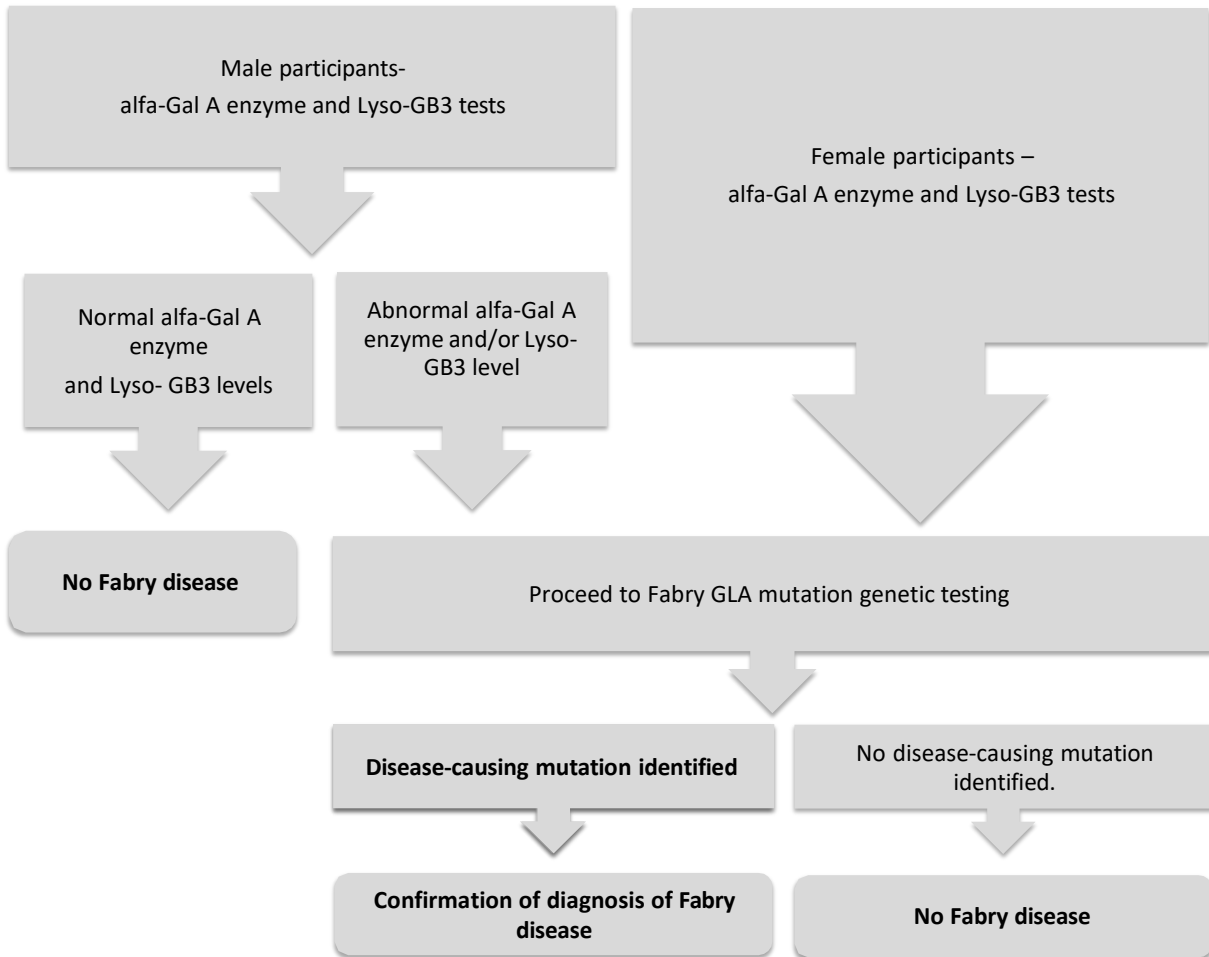 Male participants-
alfa-Gal A enzyme and Lyso-GB3 tests
Female participants –
alfa-Gal A enzyme and Lyso-GB3 tests
Normal alfa-Gal A
enzyme
and Lyso- GB3 levels
Abnormal alfa-Gal A
enzyme and/or Lyso-
GB3 level
No Fabry disease
Proceed to Fabry GLA mutation genetic testing
Disease-causing mutation identified
No disease-causing mutation
identified.
Confirmation of diagnosis of Fabry
disease
No Fabry disease